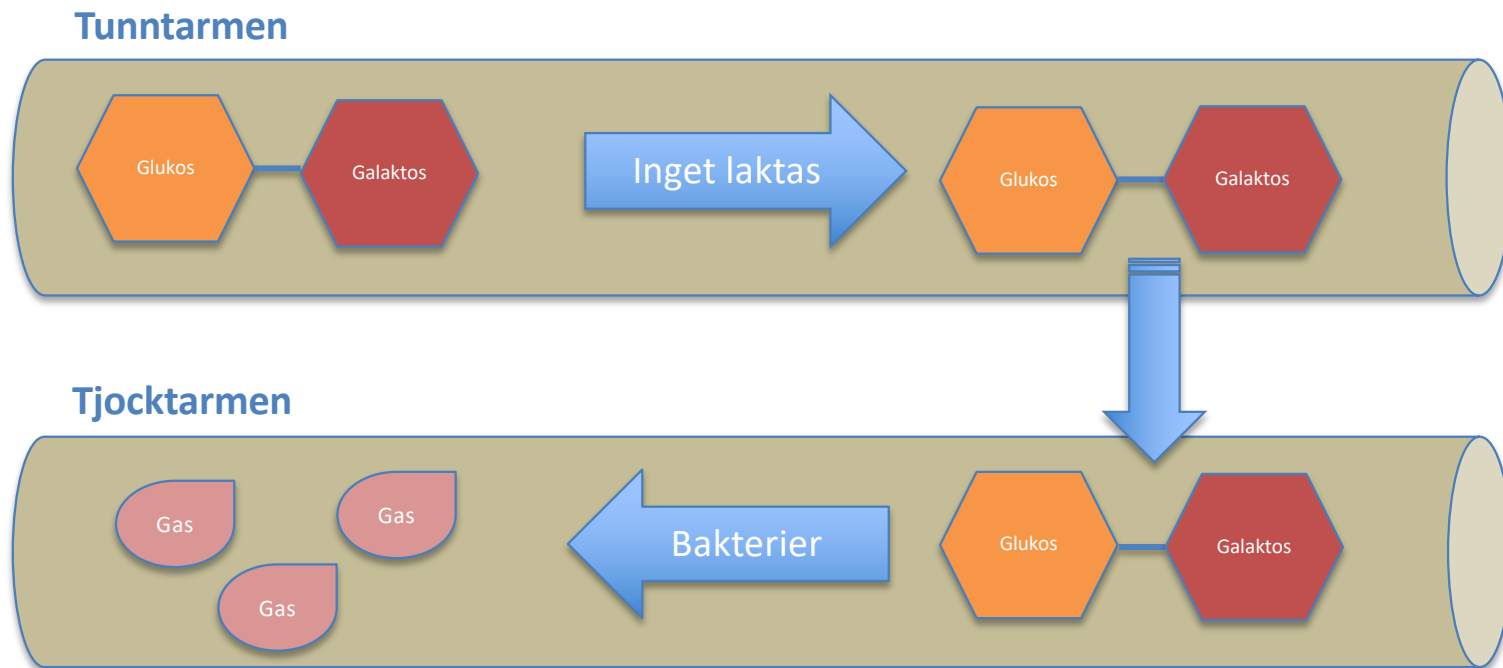 Tunntarmen
Glukos
Galaktos
Inget laktas
Glukos
Galaktos
Tjocktarmen
Gas
Gas
Gas
Bakterier
Glukos
Galaktos